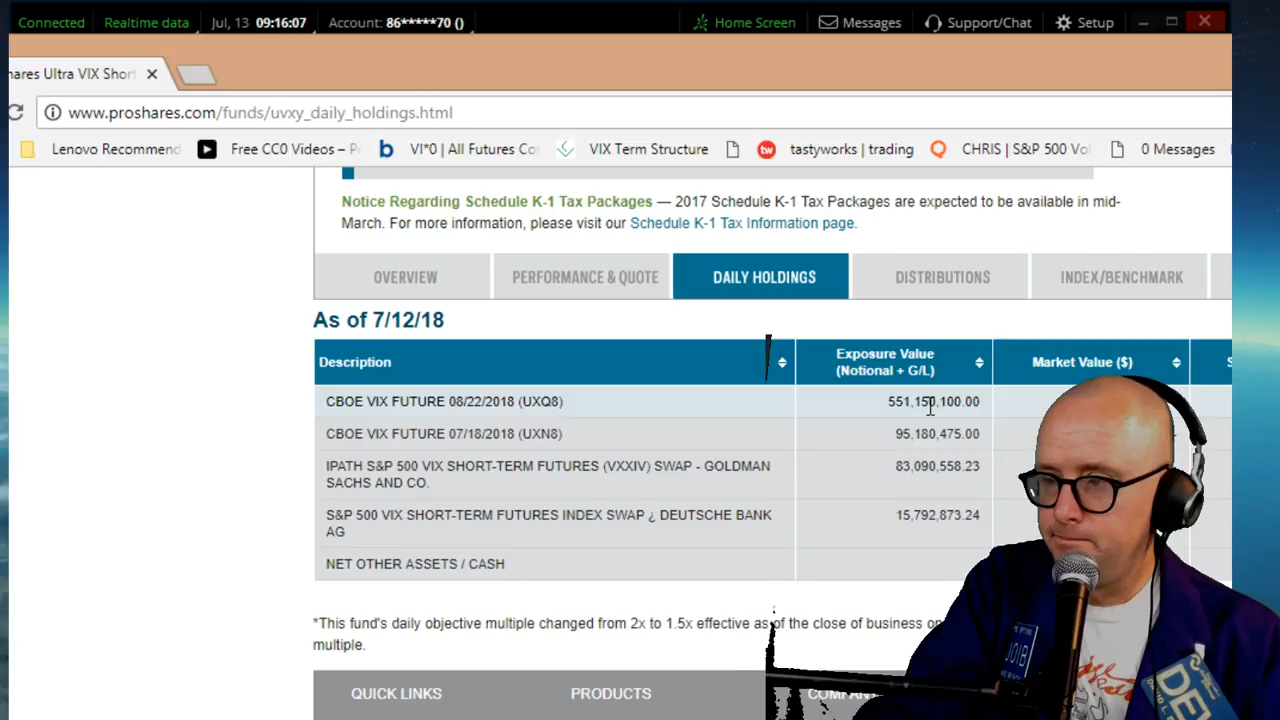 Connected Realtime data Jul, 13 09:16:07 Account: 86*****70 () Home Screen Messages Support/Chat Setup
hares Ultra VIX Short
www.proshares.com/funds/uvxy_daily_holdings.html
Lenovo Recommend Free CC0 Videos – P VI*0 | All Futures Co VIX Term Structure tw tastyworks | trading CHRIS | S&P 500 Vo 0 Messages
Notice Regarding Schedule K-1 Tax Packages — 2017 Schedule K-1 Tax Packages are expected to be available in mid-
March. For more information, please visit our Schedule K-1 Tax Information page.
OVERVIEW PERFORMANCE & QUOTE DAILY HOLDINGS DISTRIBUTIONS INDEX/BENCHMARK
As of 7/12/18
Description Exposure Value (Notional + G/L) Market Value ($) S
CBOE VIX FUTURE 08/22/2018 (UXQ8) 551,150,100.00
CBOE VIX FUTURE 07/18/2018 (UXN8) 95,180,475.00
IPATH S&P 500 VIX SHORT-TERM FUTURES (VXXIV) SWAP - GOLDMAN 83,090,558.23
SACHS AND CO.
S&P 500 VIX SHORT-TERM FUTURES INDEX SWAP ¿ DEUTSCHE BANK 15,792,873.24
AG
NET OTHER ASSETS / CASH
*This fund's daily objective multiple changed from 2x to 1.5x effective as of the close of business on
multiple.
QUICK LINKS PRODUCTS COMPAN
JOIB
DE